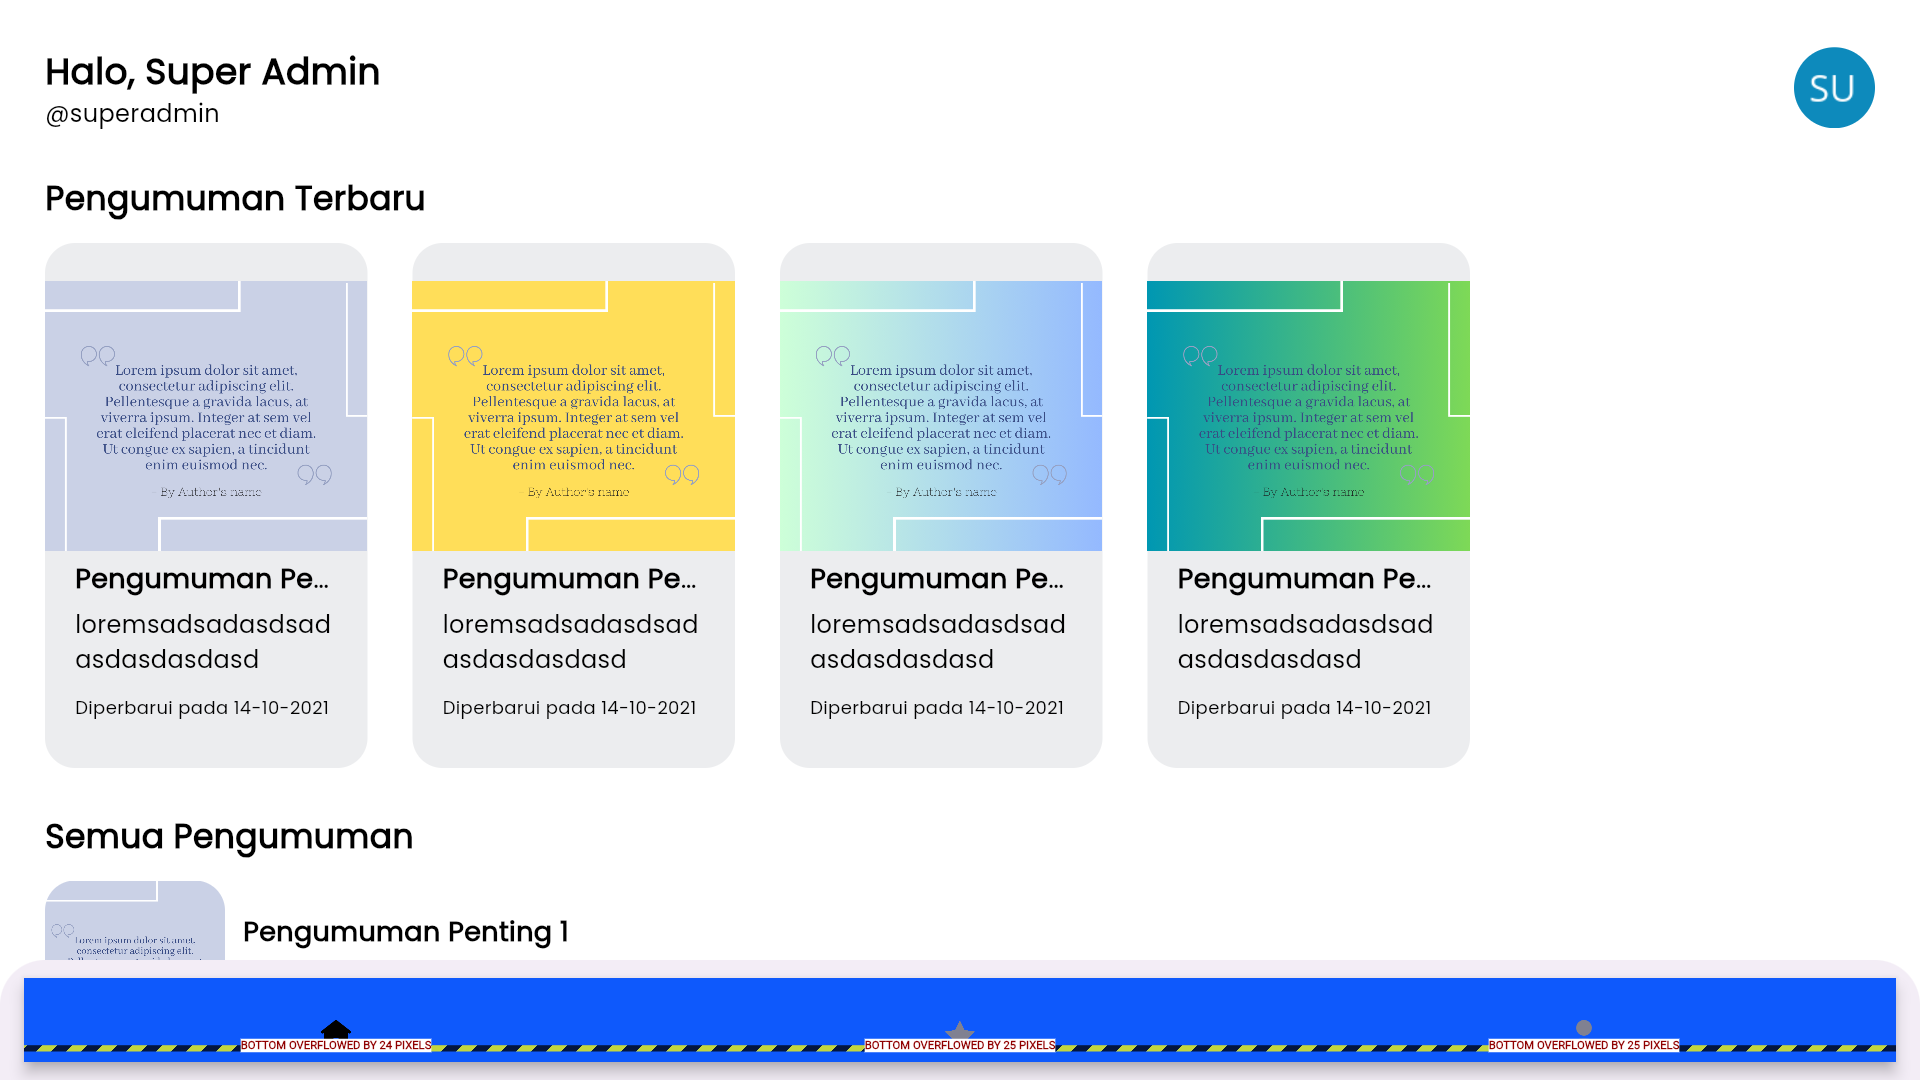 Halo, Super Admin
@superadmin
SU
Pengumuman Terbaru
Lorem ipsum dolor sit amet,
consectetur adipiscing elit.
Pellentesque a gravida lacus, at
viverra ipsum. Integer at sem vel
erat eleifend placerat nec et diam.
Ut congue ex sapien, a tincidunt
enim euismod nec.
- By Author's name
Pengumuman Pe...
loremsadsadasdsad
asdasdasdasd
Diperbarui pada 14-10-2021
Lorem ipsum dolor sit amet,
consectetur adipiscing elit.
Pellentesque a gravida lacus, at
viverra ipsum. Integer at sem vel
erat eleifend placerat nec et diam.
Ut congue ex sapien, a tincidunt
enim euismod nec.
- By Author's name
Pengumuman Pe...
loremsadsadasdsad
asdasdasdasd
Diperbarui pada 14-10-2021
Lorem ipsum dolor sit amet,
consectetur adipiscing elit.
Pellentesque a gravida lacus, at
viverra ipsum. Integer at sem vel
erat eleifend placerat nec et diam.
Ut congue ex sapien, a tincidunt
enim euismod nec.
- By Author's name
Pengumuman Pe...
loremsadsadasdsad
asdasdasdasd
Diperbarui pada 14-10-2021
Lorem ipsum dolor sit amet,
consectetur adipiscing elit.
Pellentesque a gravida lacus, at
viverra ipsum. Integer at sem vel
erat eleifend placerat nec et diam.
Ut congue ex sapien, a tincidunt
enim euismod nec.
- By Author's name
Pengumuman Pe...
loremsadsadasdsad
asdasdasdasd
Diperbarui pada 14-10-2021
Semua Pengumuman
Lorem ipsum dolor sit amet,
consectetur adipiscing elit.
Pengumuman Penting 1
BOTTOM OVERFLOWED BY 24 PIXELS
BOTTOM OVERFLOWED BY 25 PIXELS
BOTTOM OVERFLOWED BY 25 PIXELS